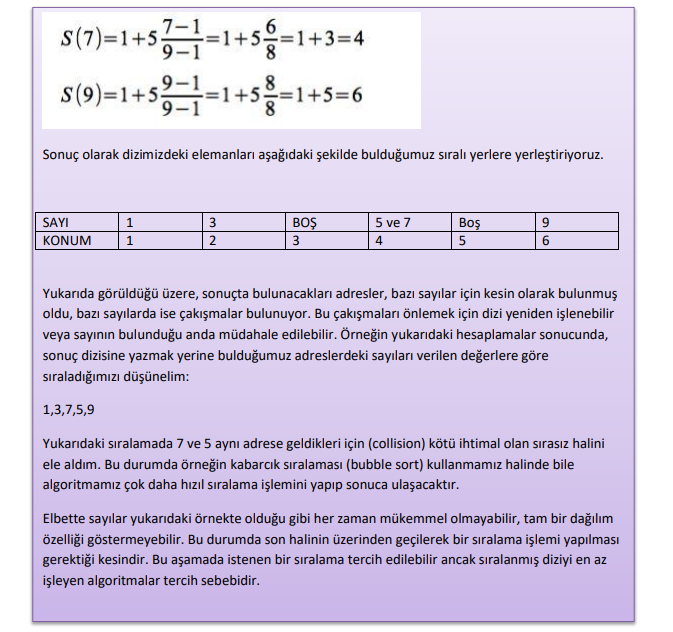 S(7)=1+5 7−1/9−1=1+5 6/8=1+3=4
S(9)=1+5 9−1/9−1=1+5 8/8=1+5=6
Sonuç olarak dizimizdeki elemanları aşağıdaki şekilde bulduğumuz sıralı yerlere yerleştiriyoruz.
SAYI 1 3 BOŞ 5 ve 7 Boş 9
KONUM 1 2 3 4 5 6
Yukarıda görüldüğü üzere, sonuçta bulunacakları adresler, bazı sayılar için kesin olarak bulunmuş
oldu, bazı sayılarda ise çakışmalar bulunuyor. Bu çakışmaları önlemek için dizi yeniden işlenebilir
veya sayının bulunduğu anda müdahale edilebilir. Örneğin yukarıdaki hesaplamalar sonucunda,
sonuç dizisine yazmak yerine bulduğumuz adreslerdeki sayıları verilen değerlere göre
sıraladığımızı düşünelim:
1,3,7,5,9
Yukarıdaki sıralamada 7 ve 5 aynı adrese geldikleri için (collision) kötü ihtimal olan sırasız halini
ele aldım. Bu durumda örneğin kabarcık sıralaması (bubble sort) kullanmamız halinde bile
algoritmamız çok daha hızıl sıralama işlemini yapıp sonuca ulaşacaktır.
Elbette sayılar yukarıdaki örnekte olduğu gibi her zaman mükemmel olmayabilir, tam bir dağılım
özelliği göstermeyebilir. Bu durumda son halinin üzerinden geçilerek bir sıralama işlemi yapılması
gerektiği kesindir. Bu aşamada istenen bir sıralama tercih edilebilir ancak sıralanmış diziyi en az
işleyen algoritmalar tercih sebebidir.